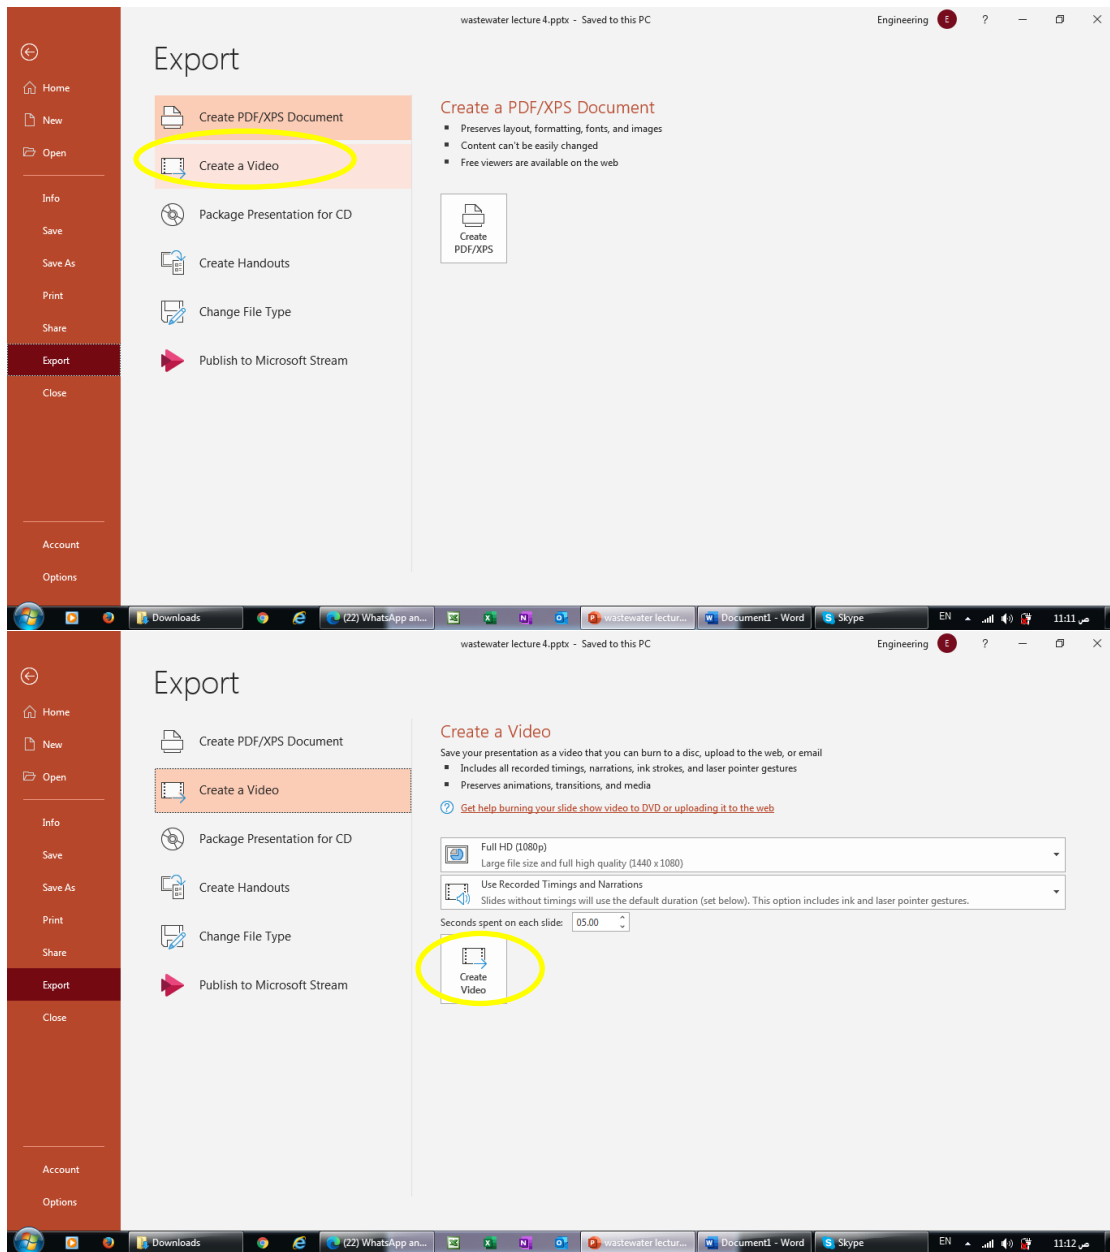 wastewater lecture 4.pptx - Saved to this PC
Engineering E ?
Export
Home
New
Open
Info
Save
Save As
Print
Share
Export
Close
Account
Options
Create PDF/XPS Document
Create a Video
Package Presentation for CD
Create Handouts
Change File Type
Publish to Microsoft Stream
Create a PDF/XPS Document
Preserves layout, formatting, fonts, and images
Content can't be easily changed
Free viewers are available on the web
Create
PDF/XPS
Downloads
(22) WhatsApp an...
wastewater lectur...
Document1 - Word
Skype
EN
11:11 ص
wastewater lecture 4.pptx - Saved to this PC
Engineering E ?
Export
Home
New
Open
Info
Save
Save As
Print
Share
Export
Close
Account
Options
Create PDF/XPS Document
Create a Video
Package Presentation for CD
Create Handouts
Change File Type
Publish to Microsoft Stream
Create a Video
Save your presentation as a video that you can burn to a disc, upload to the web, or email
Includes all recorded timings, narrations, ink strokes, and laser pointer gestures
Preserves animations, transitions, and media
Get help burning your slide show video to DVD or uploading it to the web
Full HD (1080p)
Large file size and full high quality (1440 x 1080)
Use Recorded Timings and Narrations
Slides without timings will use the default duration (set below). This option includes ink and laser pointer gestures.
Seconds spent on each slide: 05.00
Create
Video
Downloads
(22) WhatsApp an...
wastewater lectur...
Document1 - Word
Skype
EN
11:12 ص